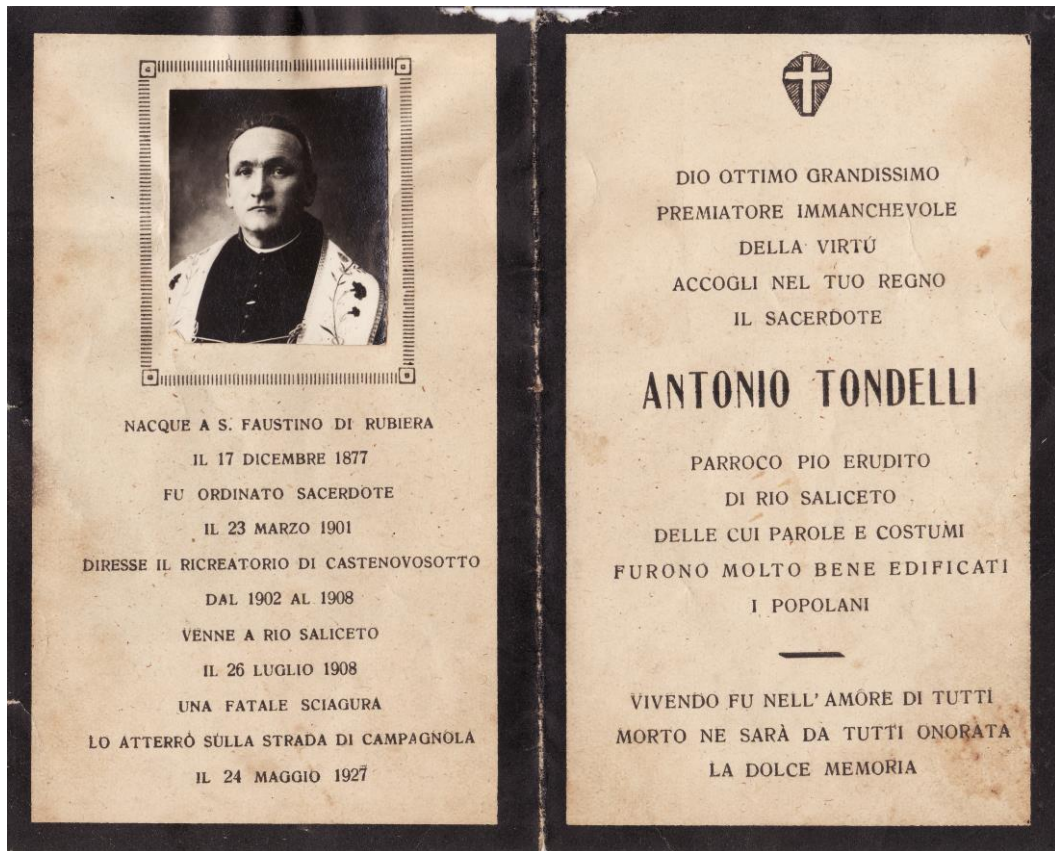 NACQUE A S. FAUSTINO DI RUBIERA
IL 17 DICEMBRE 1877
FU ORDINATO SACERDOTE
IL 23 MARZO 1901
DIRESSE IL RICREATORIO DI CASTENOVOSOTTO
DAL 1902 AL 1908
VENNE A RIO SALICETO
IL 26 LUGLIO 1908
UNA FATALE SCIAGURA
LO ATTERRÒ SULLA STRADA DI CAMPAGNOLA
IL 24 MAGGIO 1927
DIO OTTIMO GRANDISSIMO
PREMIATORE IMMANCHEVOLE
DELLA VIRTÚ
ACCOGLI NEL TUO REGNO
IL SACERDOTE
ANTONIO TONDELLI
PARROCO PIO ERUDITO
DI RIO SALICETO
DELLE CUI PAROLE E COSTUMI
FURONO MOLTO BENE EDIFICATI
I POPOLANI
VIVENDO FU NELL' AMORE DI TUTTI
MORTO NE SARÀ DA TUTTI ONORATA
LA DOLCE MEMORIA